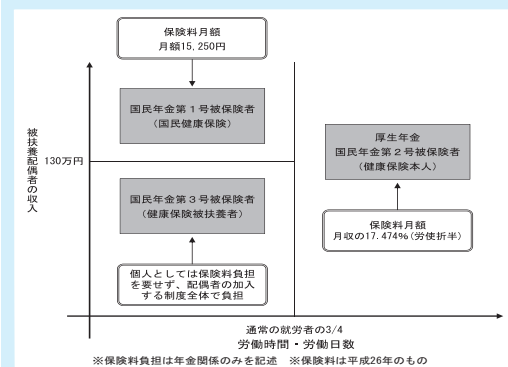 保険料月額
月額15,250円
国民年金第1号被保険者
(国民健康保険)
被扶養配偶者の収入
130万円
厚生年金
国民年金第2号被保険者
(健康保険本人)
国民年金第3号被保険者
(健康保険被扶養者)
保険料月額
月収の17.474%(労使折半)
個人としては保険料負担
を要せず、配偶者の加入
する制度全体で負担
通常の就労者の3/4
労働時間・労働日数
※保険料負担は年金関係のみを記述 ※保険料は平成26年のもの